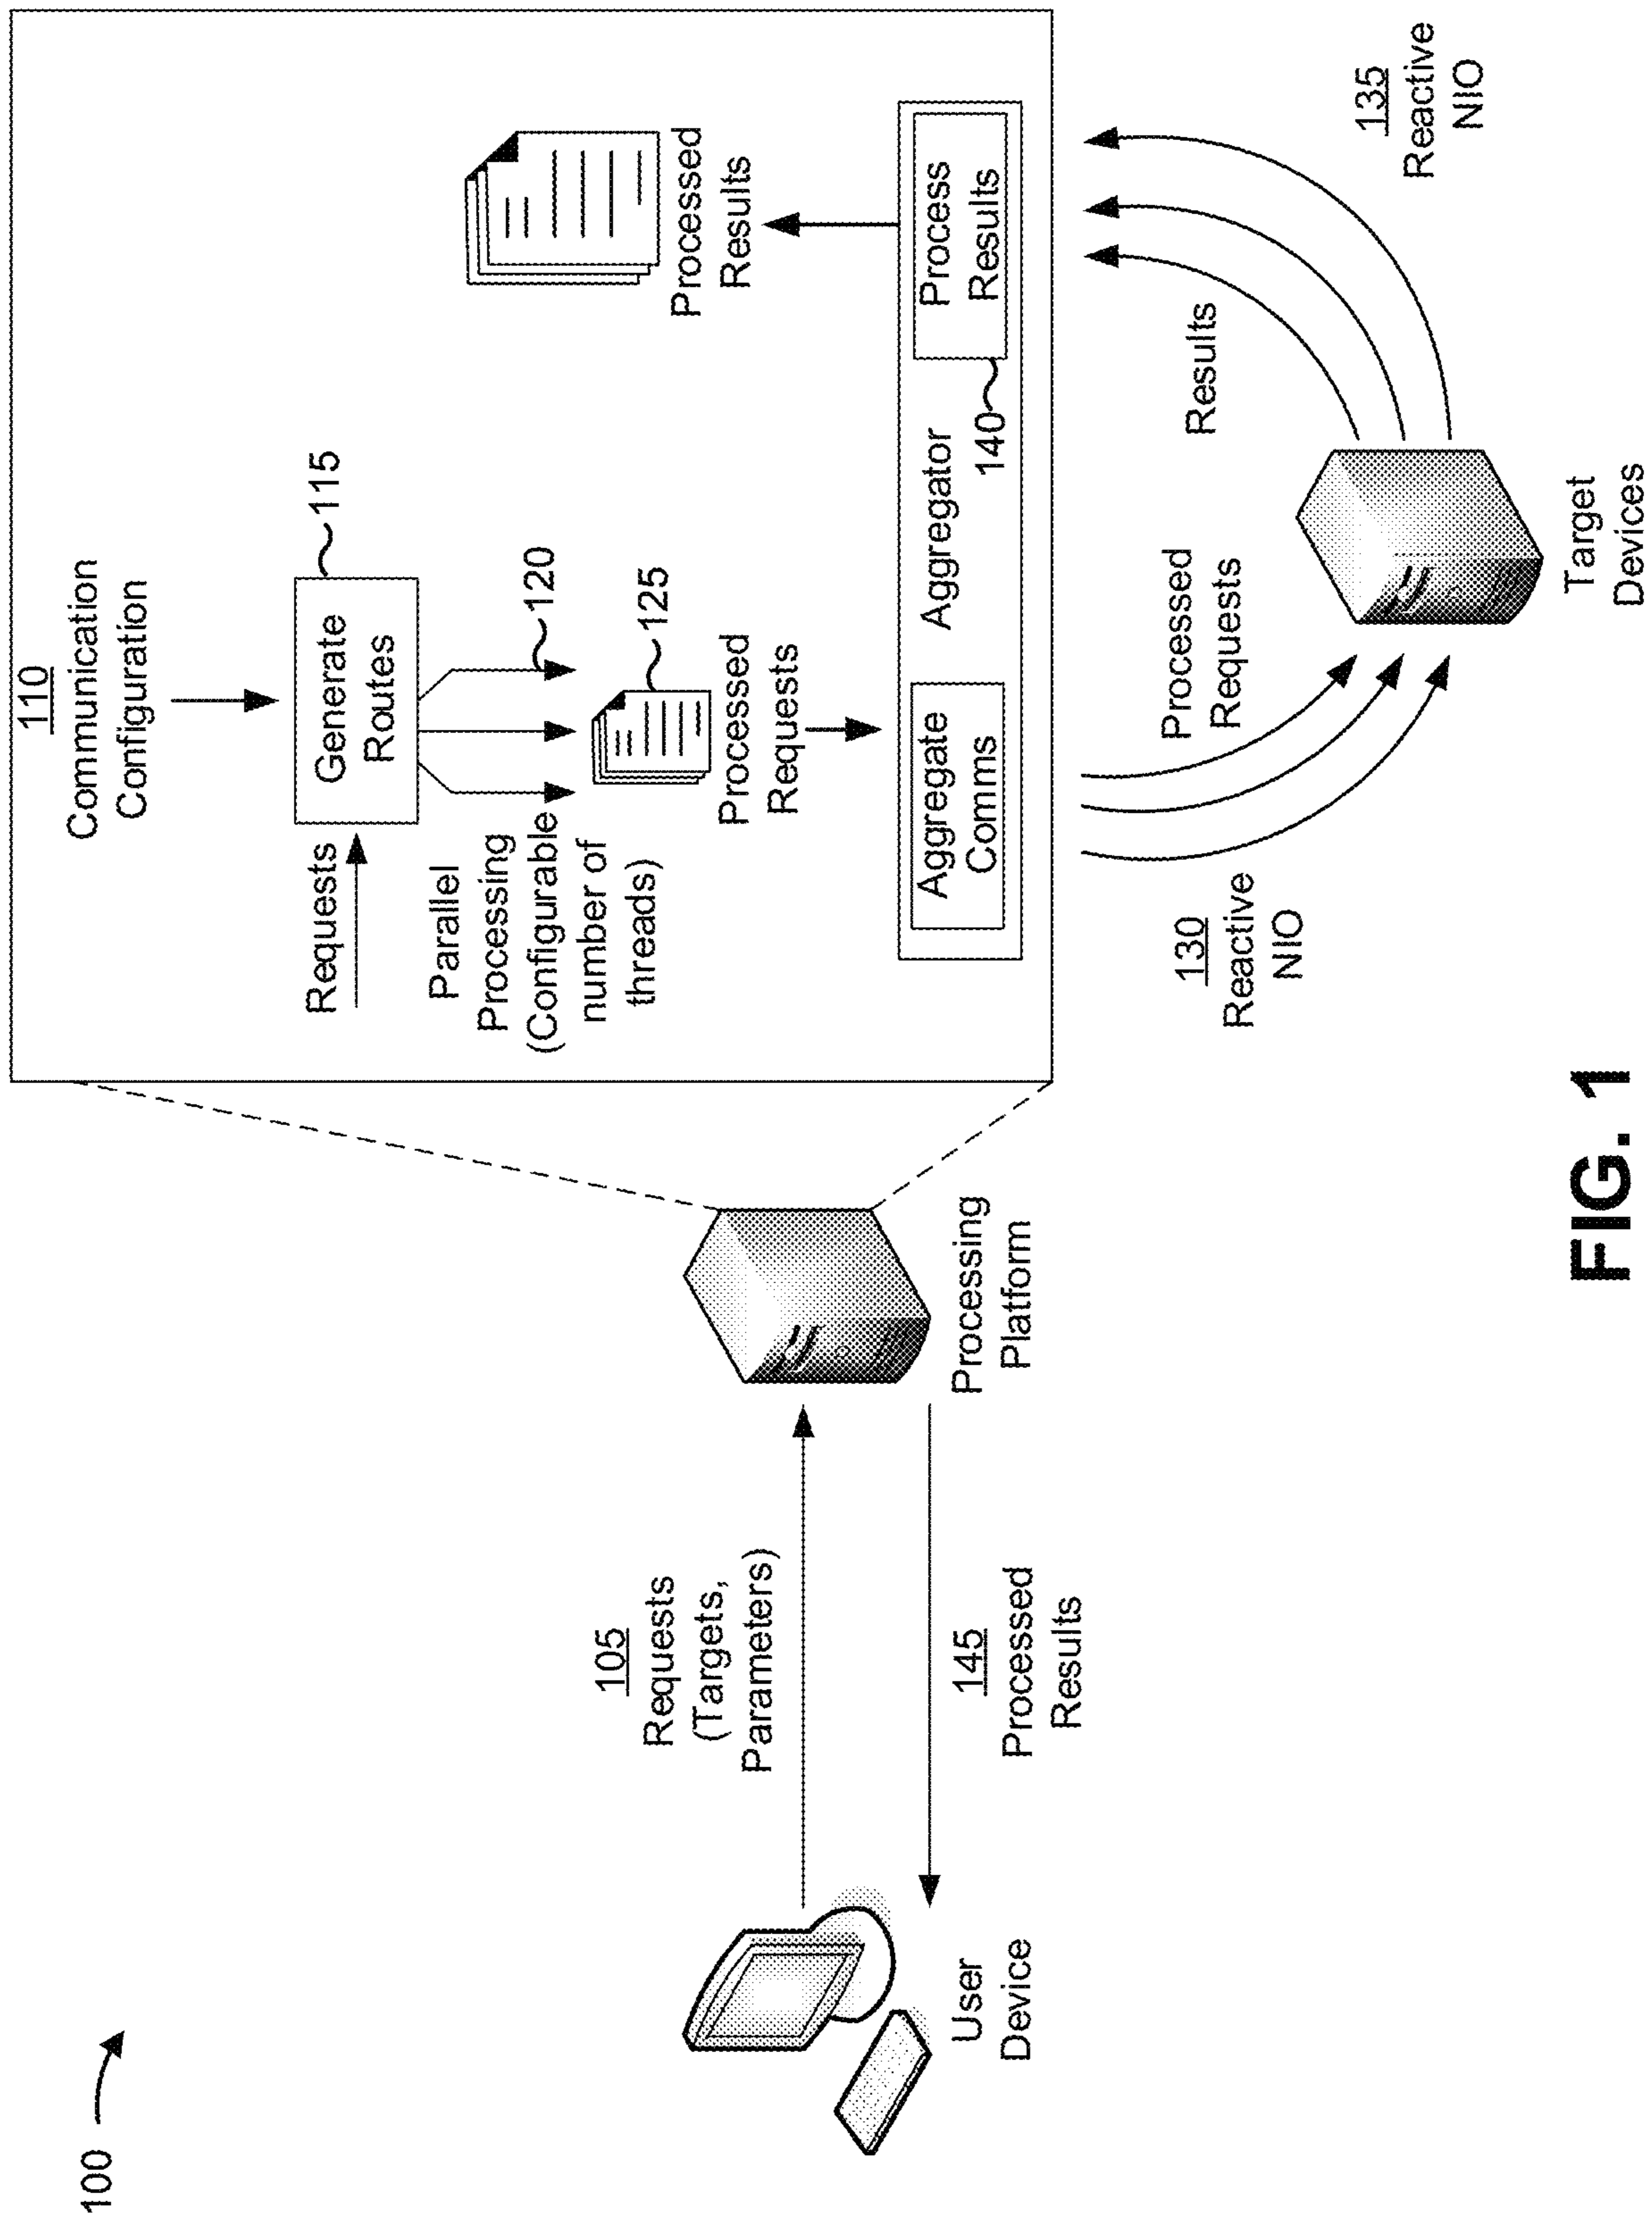 100
User
Device
105
Requests
(Targets,
Parameters)
145
Processed
Results
Processing
Platform
110
Communication
Configuration
Requests
Generate
Routes
115
Parallel
Processing
(Configurable
number of
threads)
120
125
Processed
Requests
Aggregate
Comms
Aggregator
140
Process
Results
Processed
Results
130
Reactive
NIO
Processed
Requests
Target
Devices
Results
135
Reactive
NIO
FIG. 1